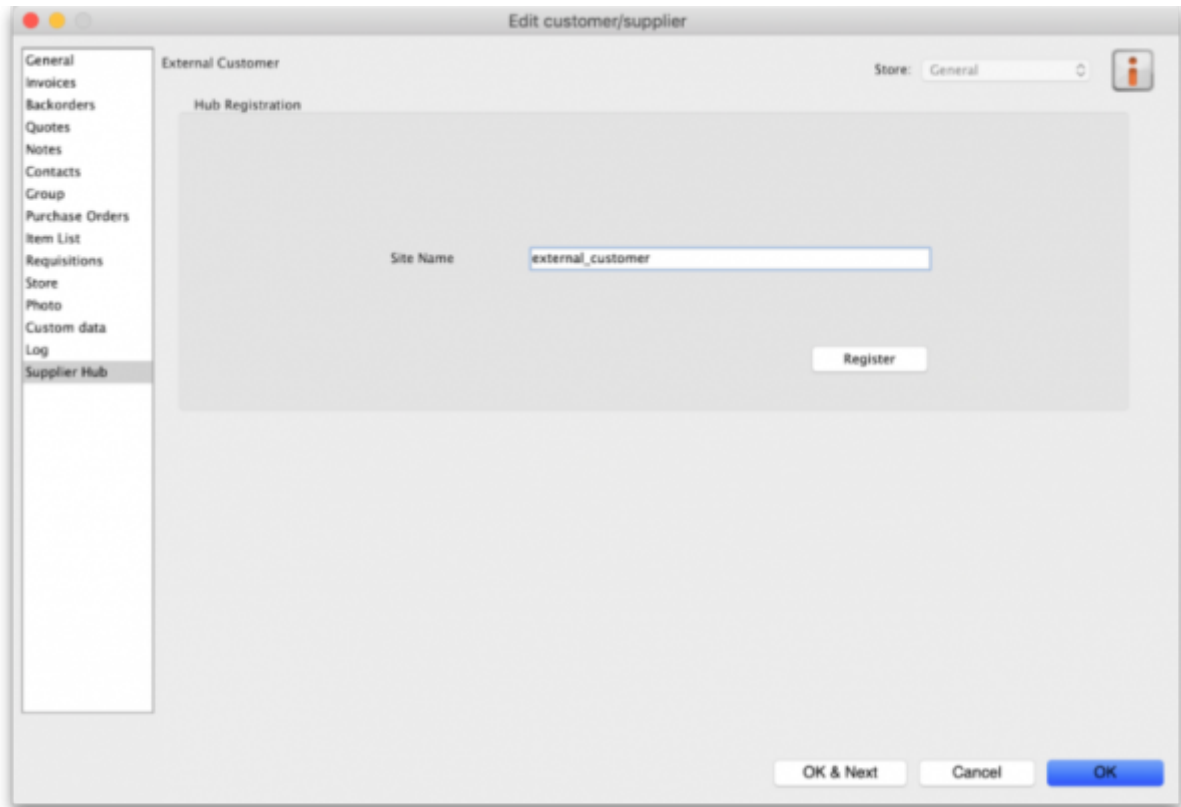 Edit customer/supplier
General
Invoices
Backorders
Quotes
Notes
Contacts
Group
Purchase Orders
Item List
Requisitions
Store
Photo
Custom data
Log
Supplier Hub
External Customer
Store: General
Hub Registration
Site Name external_customer
Register
OK & Next Cancel OK